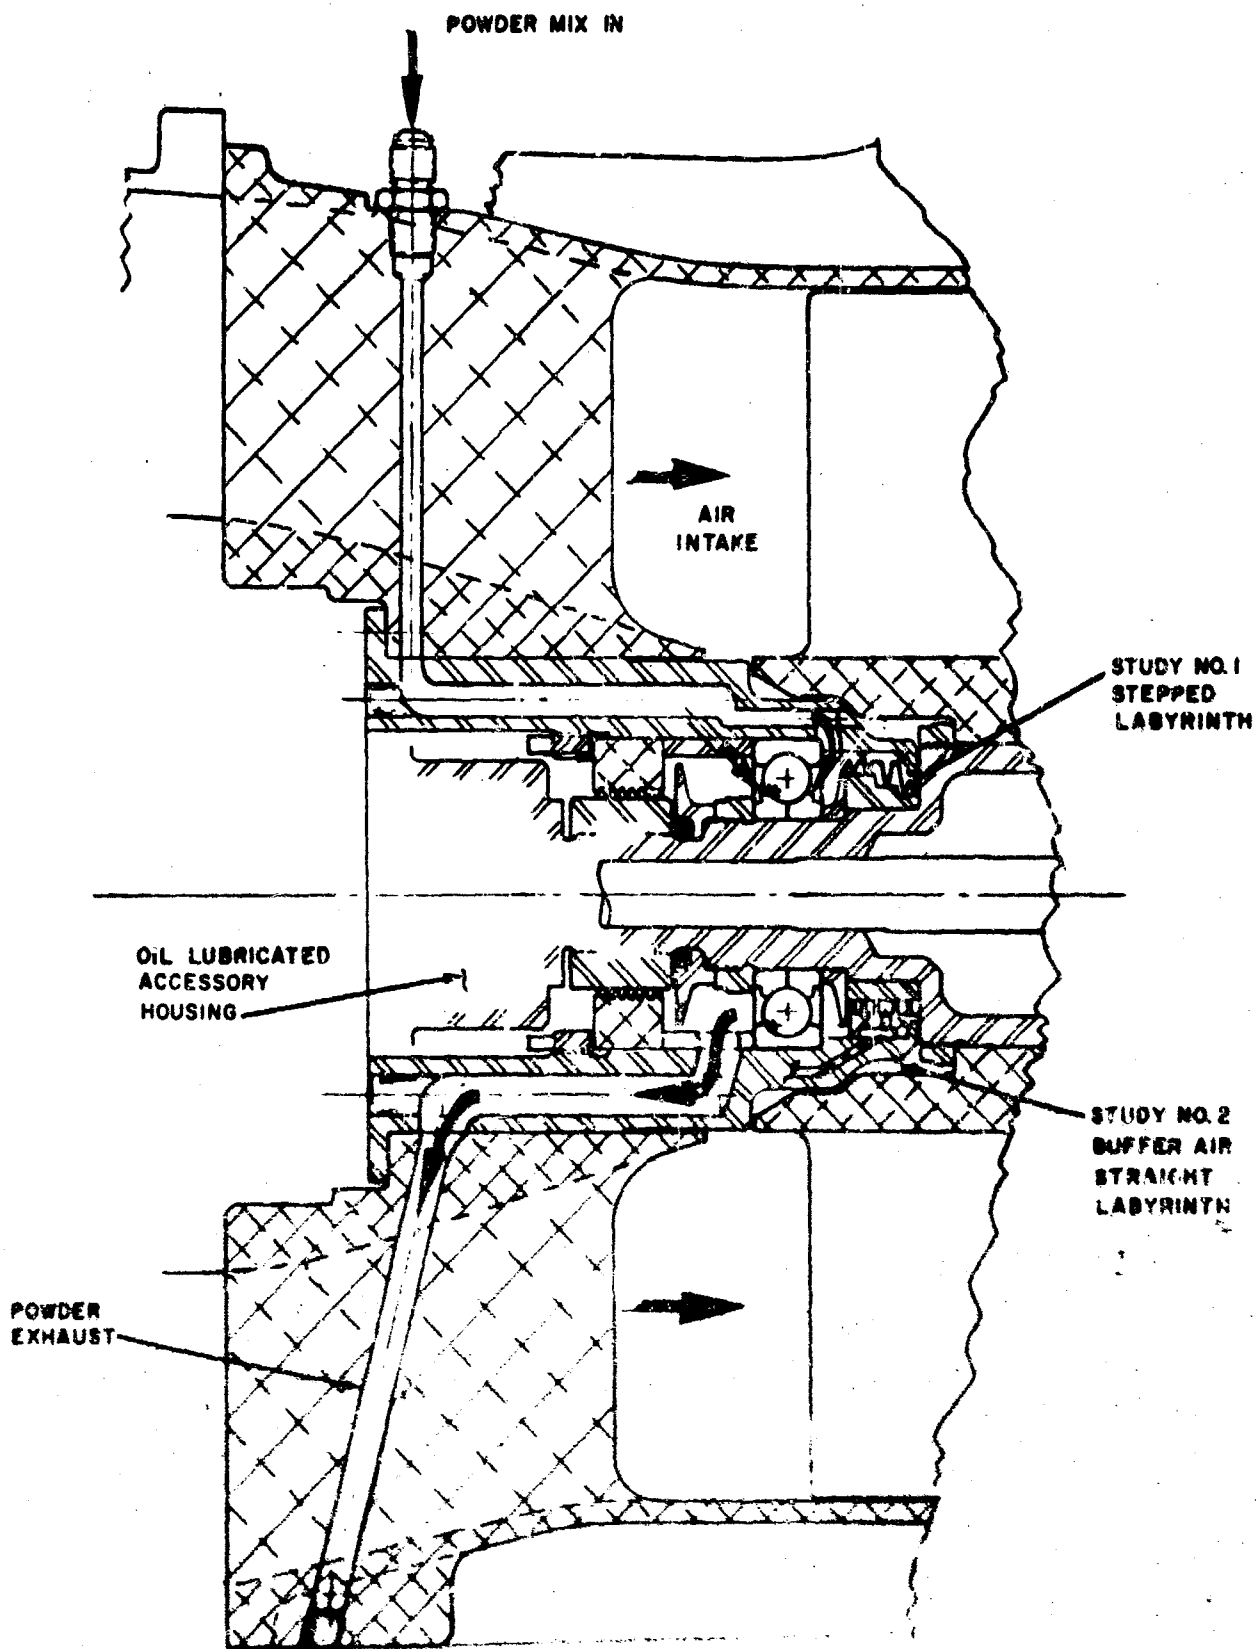 POWDER MIX IN
AIR
INTAKE
STUDY NO. 1
STEPPED
LABYRINTH
OIL LUBRICATED
ACCESSORY
HOUSING
STUDY NO. 2
BUFFER AIR
STRAIGHT
LABYRINTH
POWDER
EXHAUST